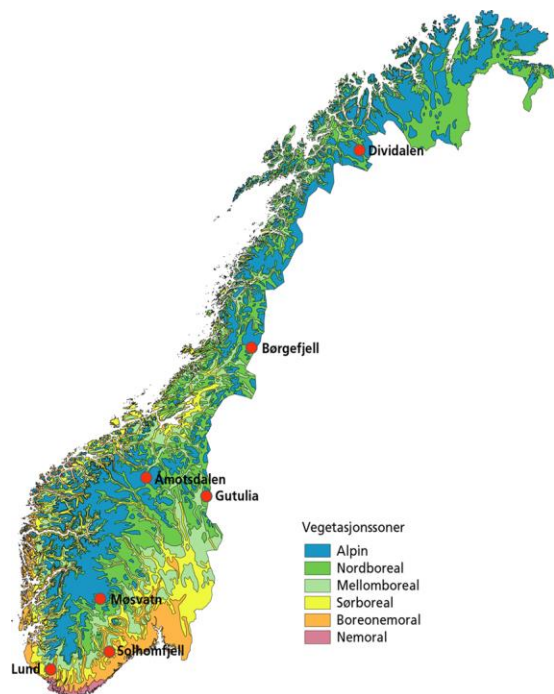 Dividalen
Børgefjell
Åmotsdalen
Gutulia
Vegetasjonssoner
Alpin
Nordboreal
Mellomboreal
Sørboreal
Boreonemoral
Nemoral
Møsvatn
Solhomfjell
Lund